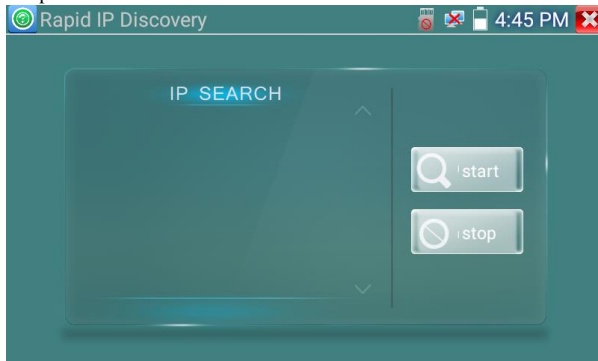 Rapid IP Discovery
4:45 PM
IP SEARCH
start
stop